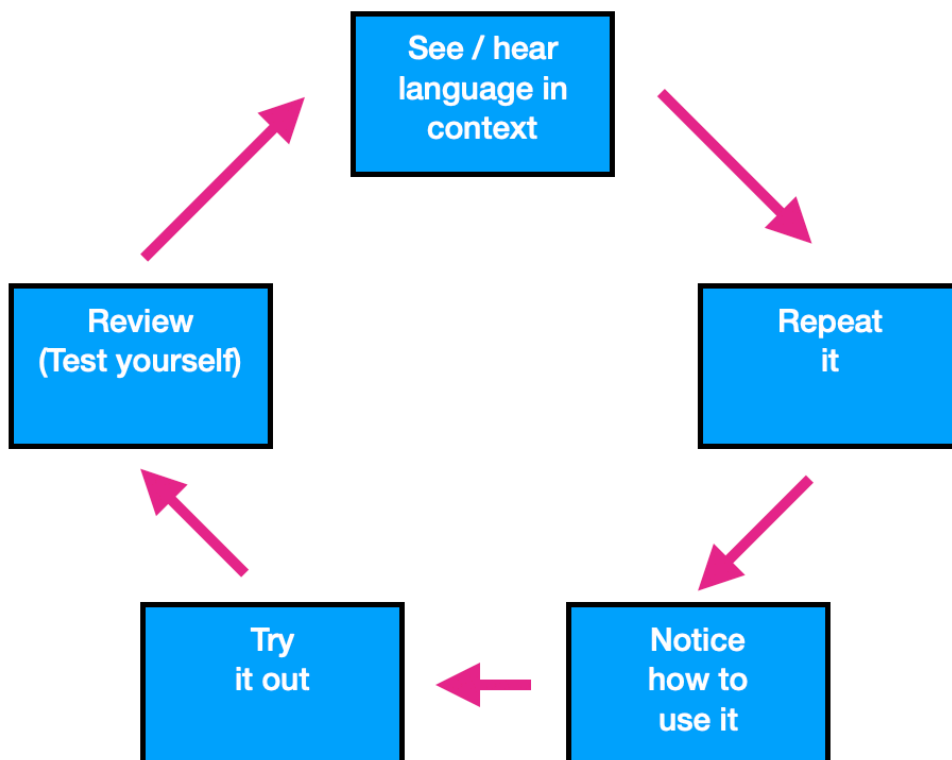 See / hear
language in
context
Repeat
it
Notice
how to
use it
Try
it out
Review
(Test yourself)